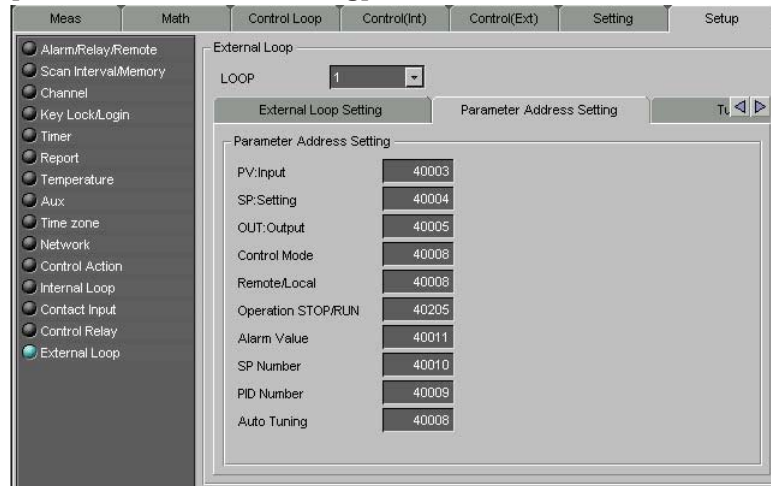 Meas Math Control Loop Control(Int) Control(Ext) Setting Setup
Alarm/Relay/Remote
Scan Interval/Memory
Channel
Key Lock/Login
Timer
Report
Temperature
Aux
Time zone
Network
Control Action
Internal Loop
Contact Input
Control Relay
External Loop
External Loop
LOOP 1
External Loop Setting Parameter Address Setting Tu
Parameter Address Setting
PV:Input 40003
SP:Setting 40004
OUT:Output 40005
Control Mode 40008
Remote/Local 40008
Operation STOP/RUN 40205
Alarm Value 40011
SP Number 40010
PID Number 40009
Auto Tuning 40008